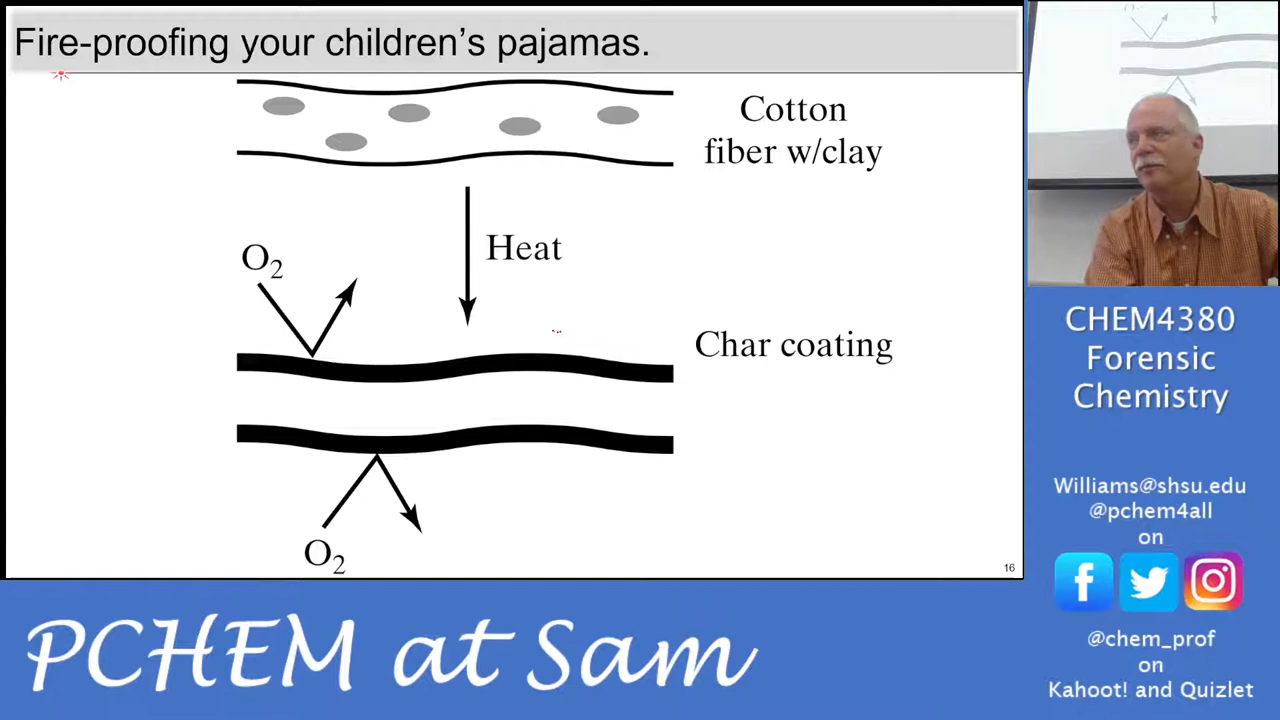 Fire-proofing your children's pajamas.
Cotton
fiber w/clay
Heat
O₂
Char coating
O₂
16
CHEM4380
Forensic
Chemistry
Williams@shsu.edu
@pchem4all
on
@chem_prof
on
Kahoot! and Quizlet
PCHEM at Sam